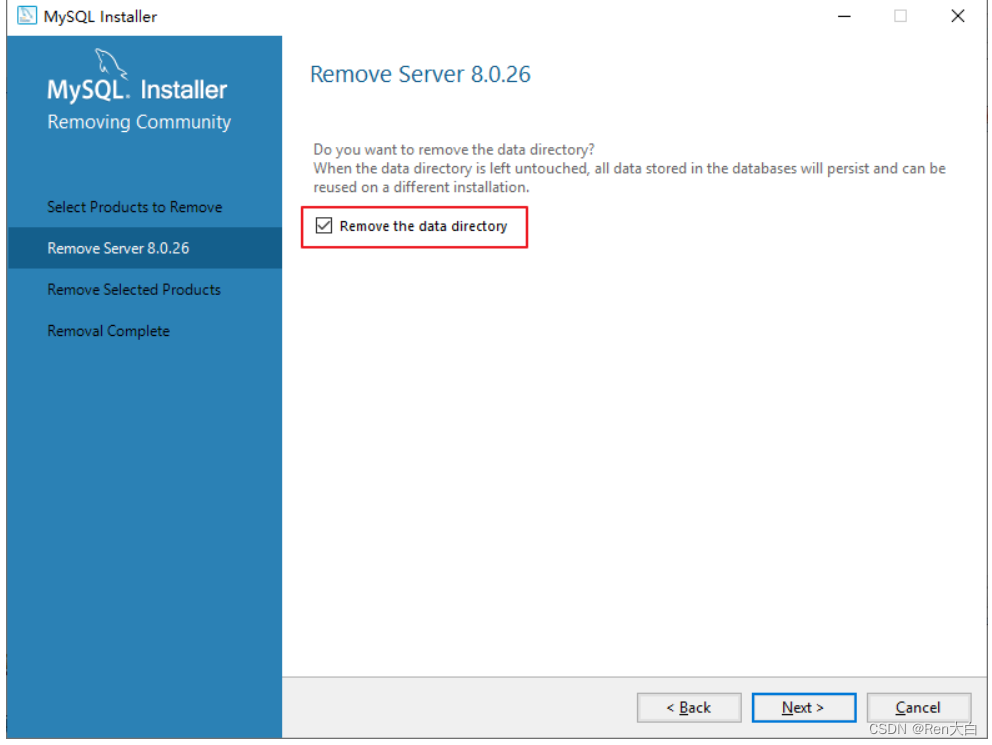 MySQL Installer
MySQL. Installer
Removing Community
Select Products to Remove
Remove Server 8.0.26
Remove Selected Products
Removal Complete
Remove Server 8.0.26
Do you want to remove the data directory?
When the data directory is left untouched, all data stored in the databases will persist and can be
reused on a different installation.
Remove the data directory
< Back
Next >
Cancel
CSDN @Ren大白